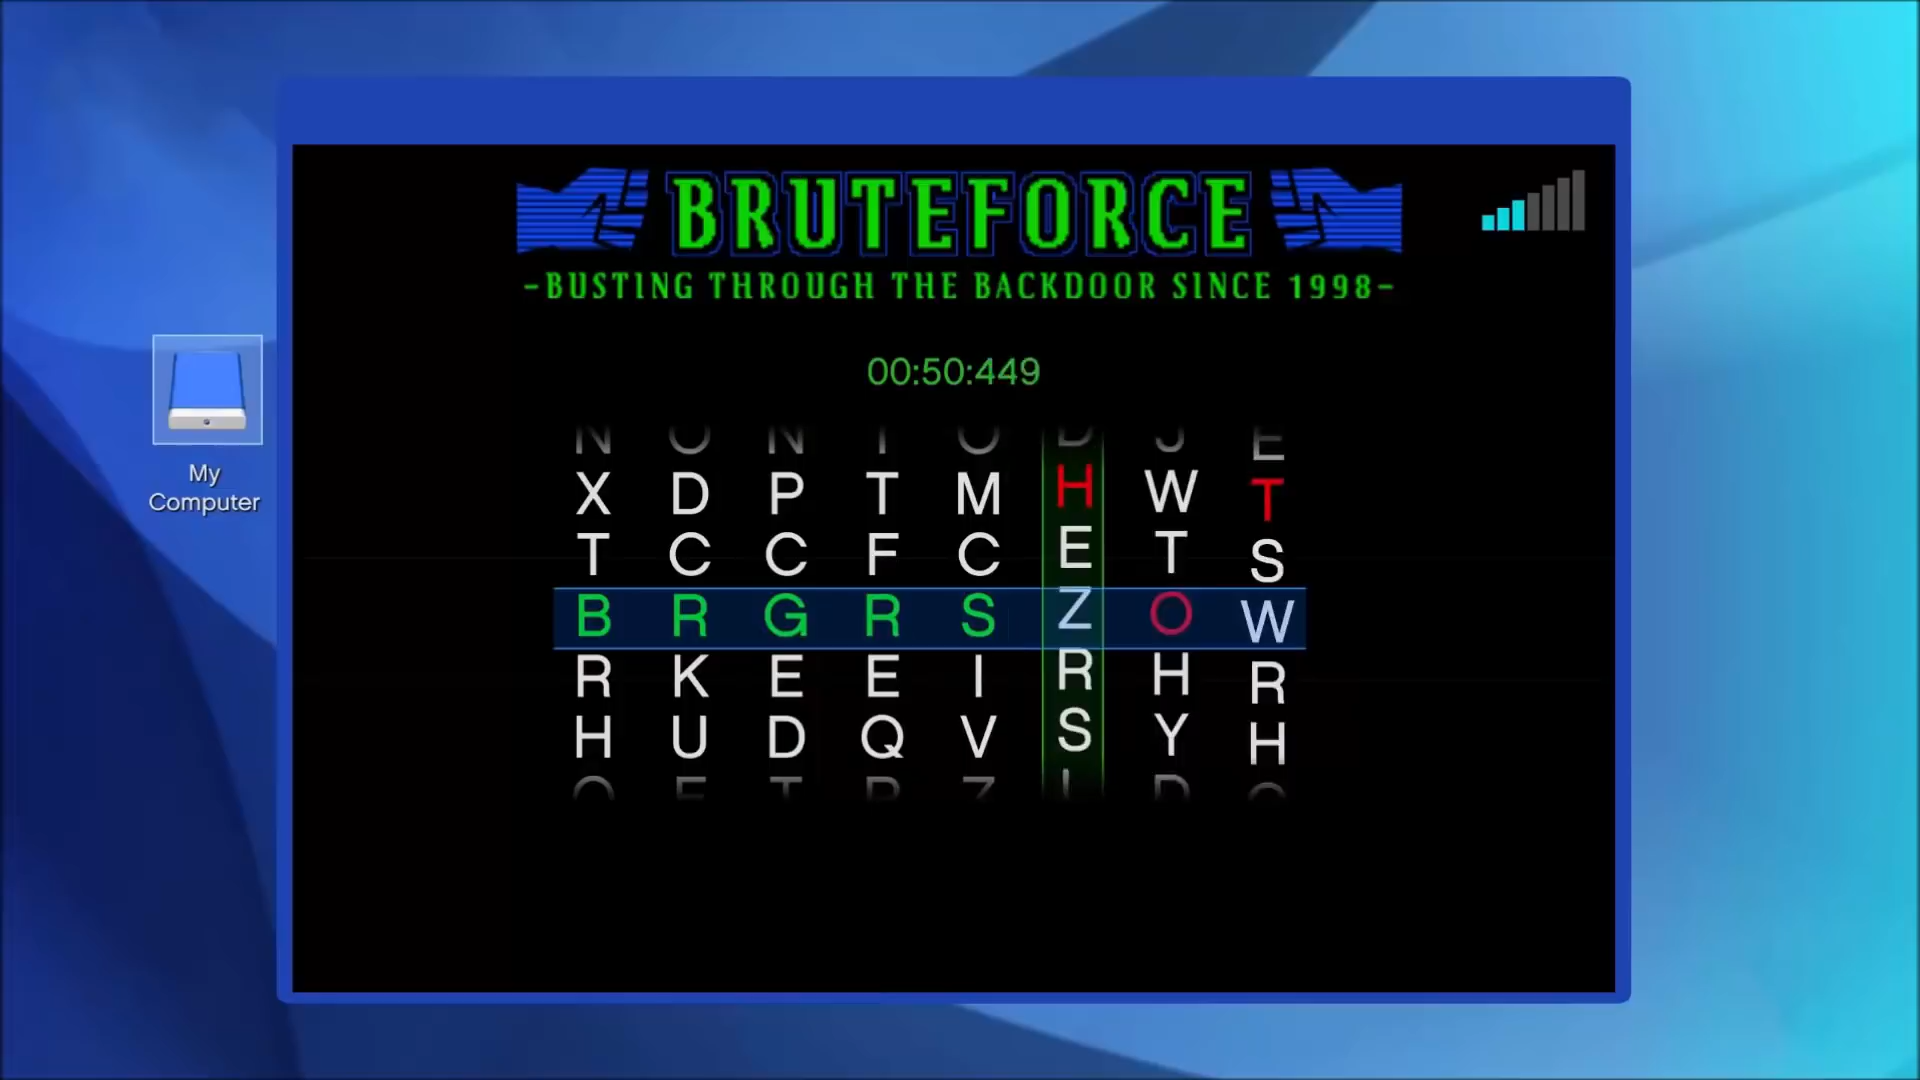 BRUTEFORCE
-BUSTING THROUGH THE BACKDOOR SINCE 1998-
00:50:449
X D P T M H W T
T C C F C E T S
B R G R S Z O W
R K E E I R H R
H U D Q V S Y H
My
Computer